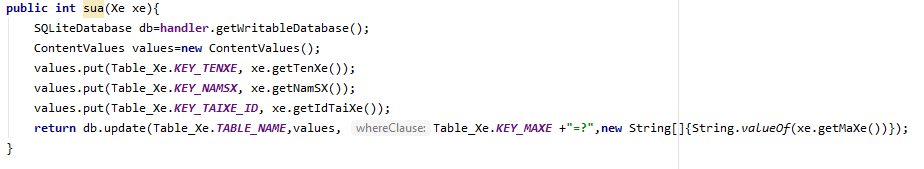 public int sua(Xe xe){
SQLiteDatabase db=handler.getWritableDatabase();
ContentValues values=new ContentValues();
values.put(Table_Xe.KEY_TENXE, xe.getTenXe());
values.put(Table_Xe.KEY_NAMSX, xe.getNamSX());
values.put(Table_Xe.KEY_TAIXE_ID, xe.getIdTaiXe());
return db.update(Table_Xe.TABLE_NAME,values, whereClause: Table_Xe.KEY_MAXE +"=?",new String[]{String.valueOf(xe.getMaXe())});
}